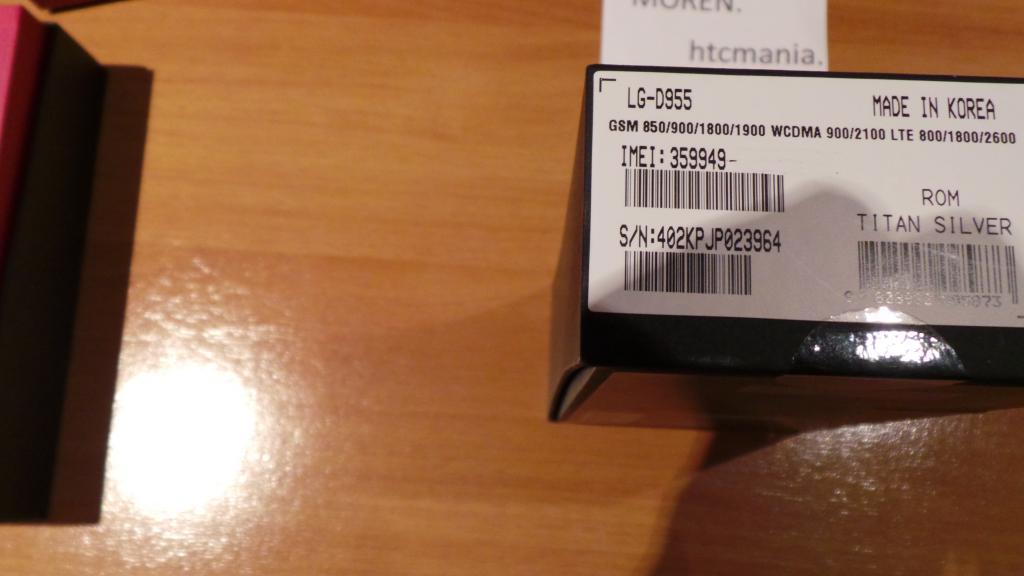 MOREN.
htcmania.
LG-D955
MADE IN KOREA
GSM 850/900/1800/1900 WCDMA 900/2100 LTE 800/1800/2600
IMEI: 359949-
ROM
TITAN SILVER
S/N:402KPJP023964